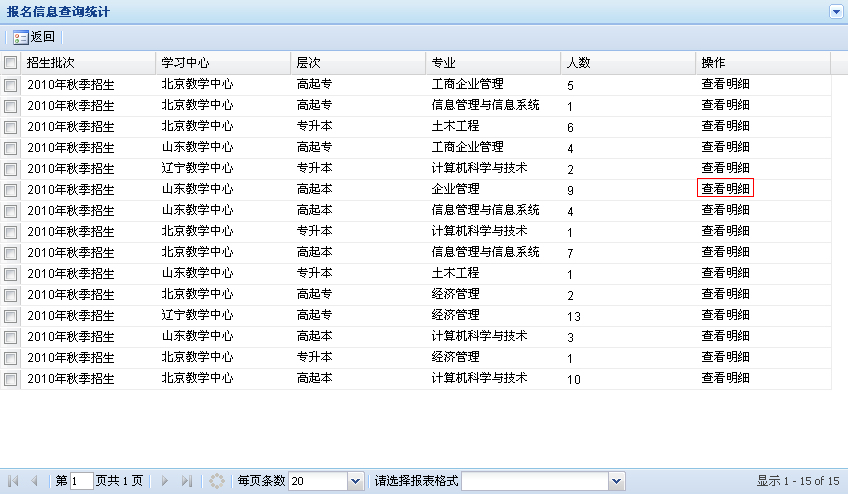 报名信息查询统计
返回
招生批次 学习中心 层次 专业 人数 操作
2010年秋季招生 北京教学中心 高起专 工商企业管理 5 查看明细
2010年秋季招生 北京教学中心 高起专 信息管理与信息系统 1 查看明细
2010年秋季招生 北京教学中心 专升本 土木工程 6 查看明细
2010年秋季招生 山东教学中心 高起专 工商企业管理 4 查看明细
2010年秋季招生 辽宁教学中心 专升本 计算机科学与技术 2 查看明细
2010年秋季招生 山东教学中心 高起本 企业管理 9 查看明细
2010年秋季招生 山东教学中心 高起本 信息管理与信息系统 4 查看明细
2010年秋季招生 北京教学中心 专升本 计算机科学与技术 1 查看明细
2010年秋季招生 北京教学中心 高起本 信息管理与信息系统 7 查看明细
2010年秋季招生 山东教学中心 专升本 土木工程 1 查看明细
2010年秋季招生 北京教学中心 高起专 经济管理 2 查看明细
2010年秋季招生 辽宁教学中心 高起专 经济管理 13 查看明细
2010年秋季招生 山东教学中心 高起本 计算机科学与技术 3 查看明细
2010年秋季招生 北京教学中心 专升本 经济管理 1 查看明细
2010年秋季招生 北京教学中心 高起本 计算机科学与技术 10 查看明细
第 1 页共 1 页 每页条数 20 请选择报表格式 显示 1 - 15 of 15